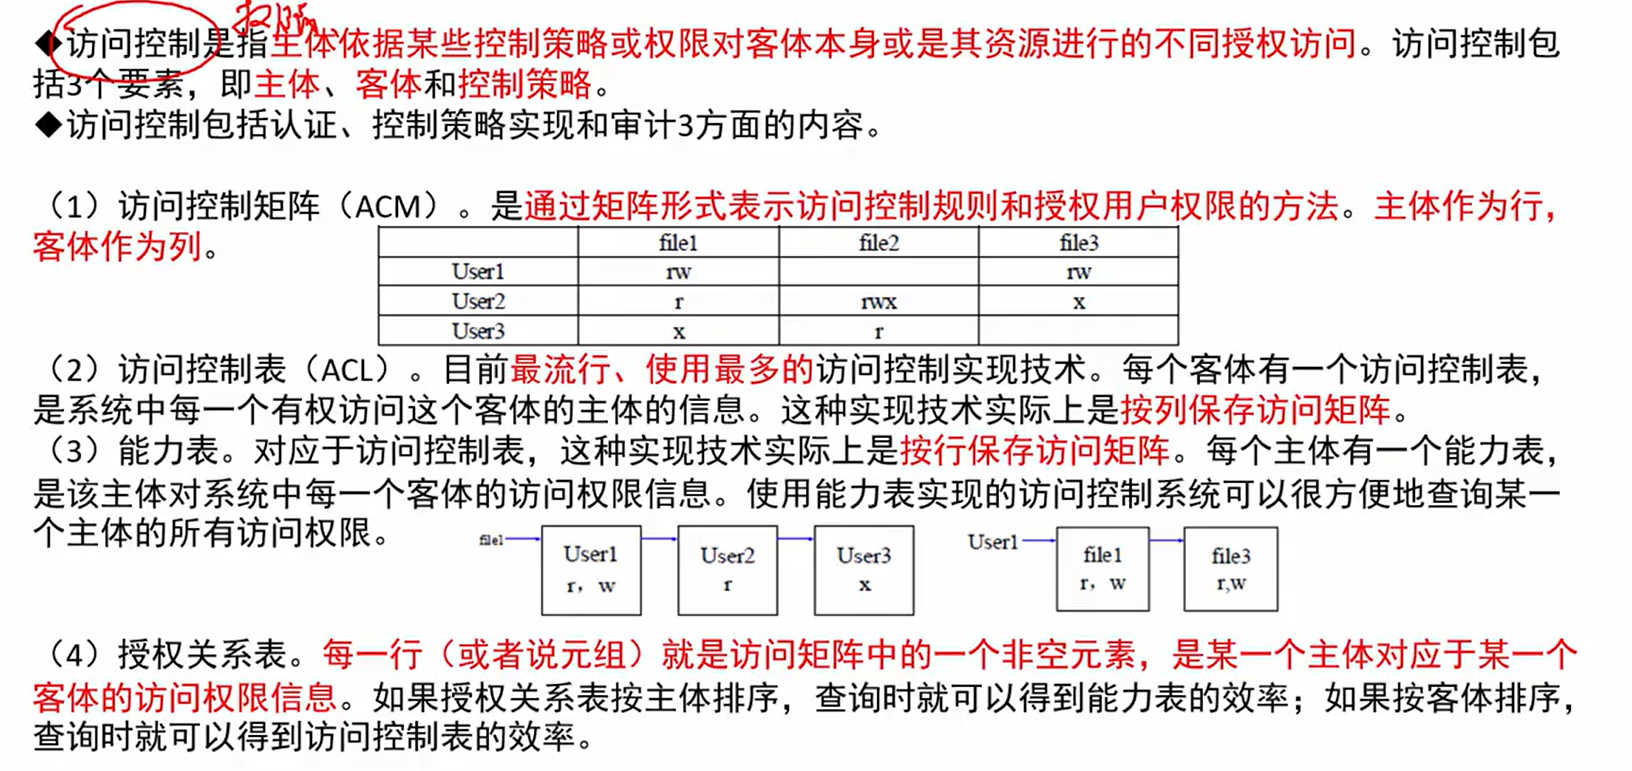 权限
◆访问控制是指主体依据某些控制策略或权限对客体本身或是其资源进行的不同授权访问。访问控制包
括3个要素，即主体、客体和控制策略。
◆访问控制包括认证、控制策略实现和审计3方面的内容。
（1）访问控制矩阵（ACM）。是通过矩阵形式表示访问控制规则和授权用户权限的方法。主体作为行，
客体作为列。
file1 file2 file3
User1 rw rw
User2 r rwx x
User3 x r
（2）访问控制表（ACL）。目前最流行、使用最多的访问控制实现技术。每个客体有一个访问控制表，
是系统中每一个有权访问这个客体的主体的信息。这种实现技术实际上是按列保存访问矩阵。
（3）能力表。对应于访问控制表，这种实现技术实际上是按行保存访问矩阵。每个主体有一个能力表，
是该主体对系统中每一个客体的访问权限信息。使用能力表实现的访问控制系统可以很方便地查询某一
个主体的所有访问权限。
file1 User1 User2 User3
r，w r x
User1 file1 file3
r，w r,w
（4）授权关系表。每一行（或者说元组）就是访问矩阵中的一个非空元素，是某一个主体对应于某一个
客体的访问权限信息。如果授权关系表按主体排序，查询时就可以得到能力表的效率；如果按客体排序，
查询时就可以得到访问控制表的效率。